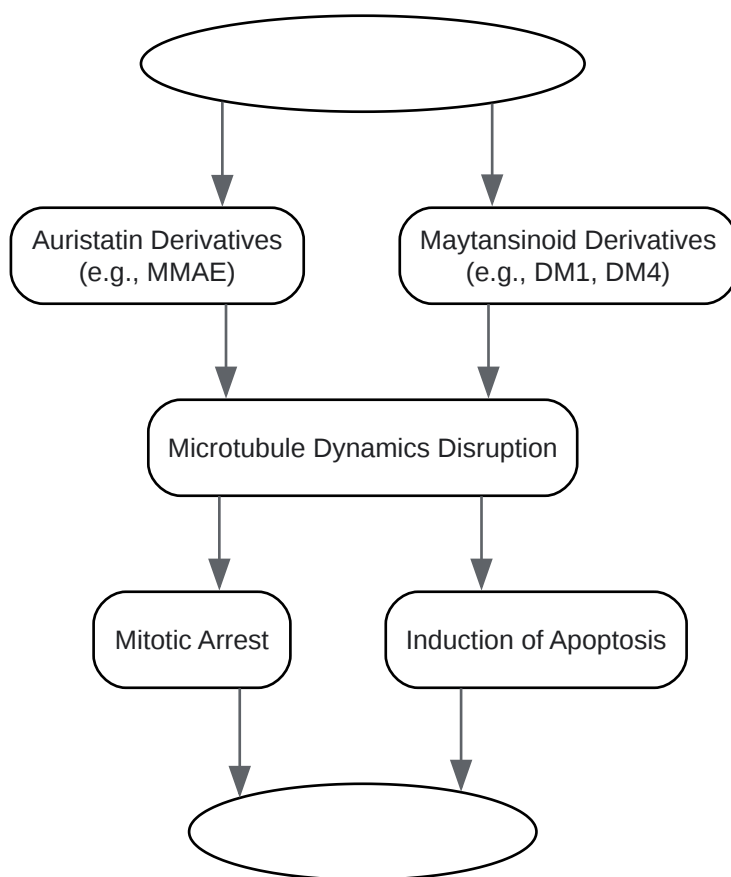 Auristatin Derivatives
(e.g., MMAE)
Maytansinoid Derivatives
(e.g., DM1, DM4)
Microtubule Dynamics Disruption
Mitotic Arrest
Induction of Apoptosis